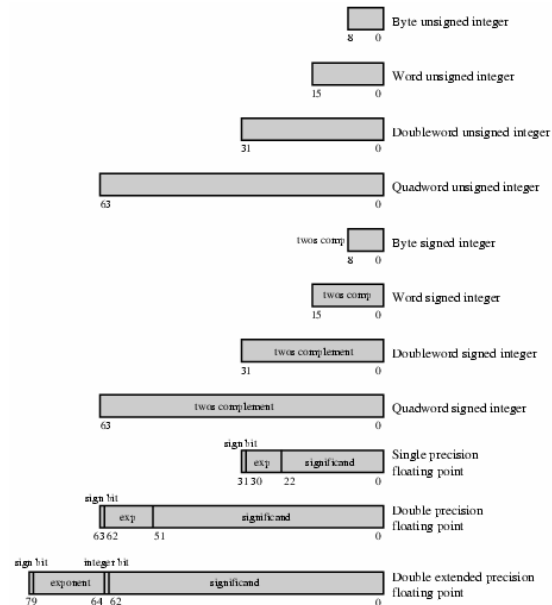 Byte unsigned integer
8 0
Word unsigned integer
15 0
Doubleword unsigned integer
31 0
Quadword unsigned integer
63 0
twos comp
Byte signed integer
8 0
twos comp
Word signed integer
15 0
twos complement
Doubleword signed integer
31 0
twos complement
Quadword signed integer
63 0
sign bit
exp significand
Single precision
floating point
31 30 22 0
sign bit
exp significand
Double precision
floating point
63 62 51 0
sign bit integer bit
exponent significand
Double extended precision
floating point
79 64 62 0